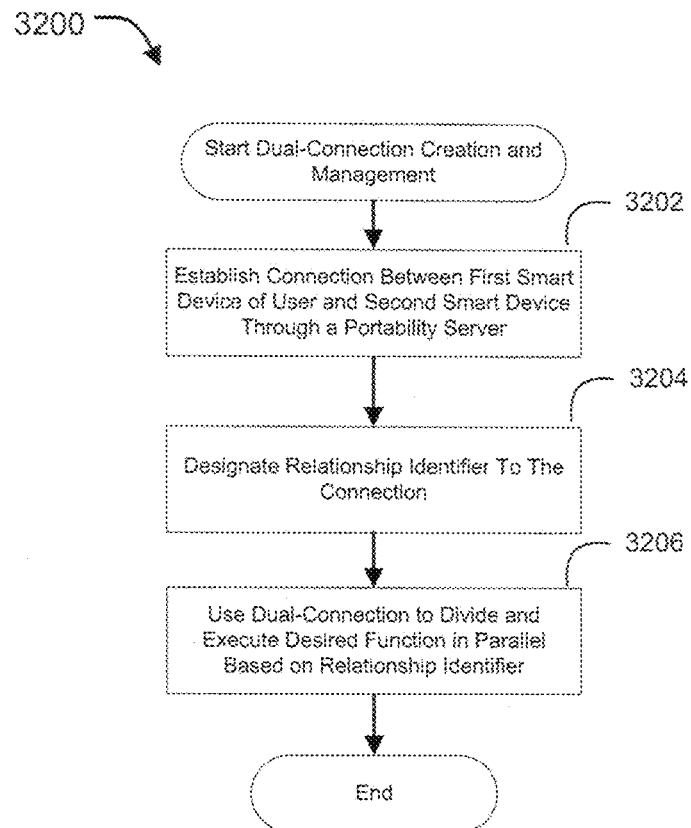 3200
Start Dual-Connection Creation and
Management
3202
Establish Connection Between First Smart
Device of User and Second Smart Device
Through a Portability Server
3204
Designate Relationship Identifier To The
Connection
3206
Use Dual-Connection to Divide and
Execute Desired Function in Parallel
Based on Relationship Identifier
End